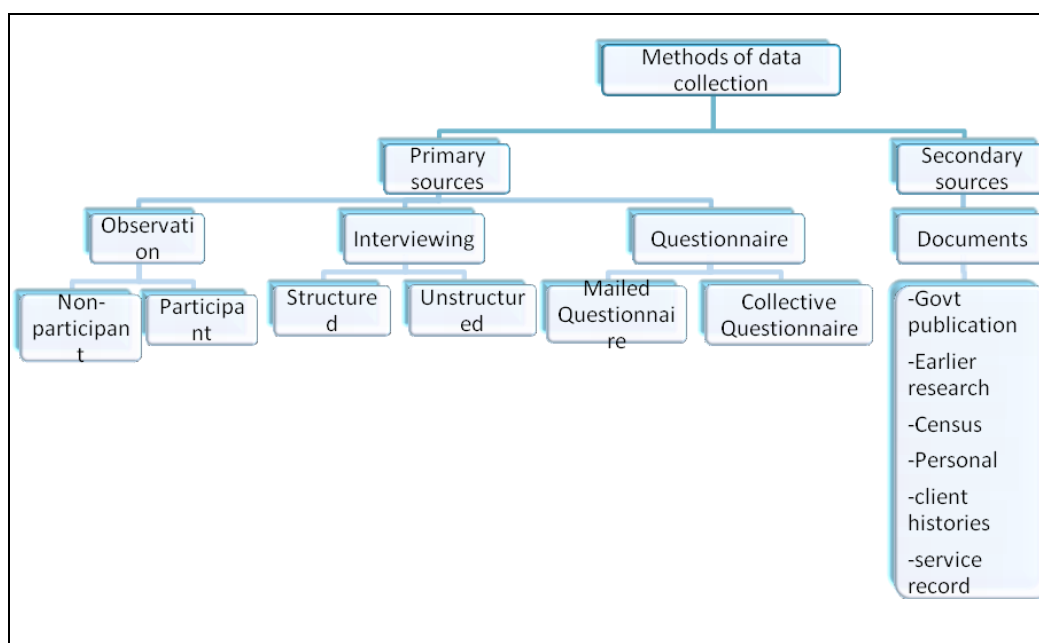 Methods of data
collection
Primary
sources
Secondary
sources
Observati
on
Interviewing
Questionnaire
Documents
Non-
participan
t
Participa
nt
Structure
d
Unstructur
ed
Mailed
Questionnai
re
Collective
Questionnaire
-Govt
publication
-Earlier
research
-Census
-Personal
-client
histories
-service
record